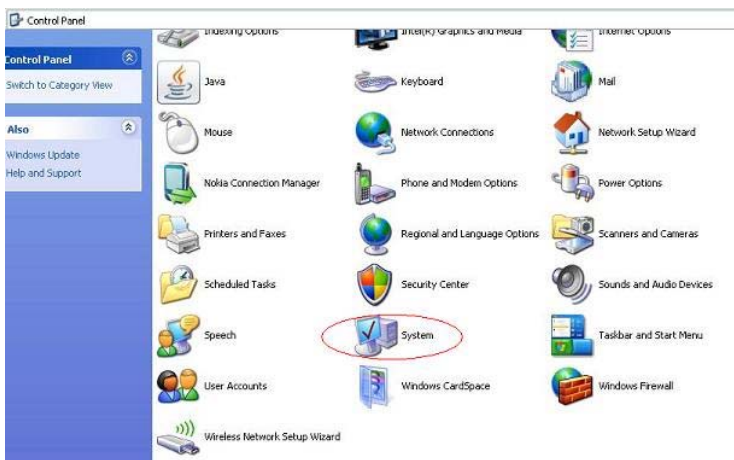 Control Panel
Control Panel
Switch to Category View
Also
Windows Update
Help and Support
Indexing Options
Intel(R) Graphics and Media
Internet Options
Java
Keyboard
Mail
Mouse
Network Connections
Network Setup Wizard
Nokia Connection Manager
Phone and Modem Options
Power Options
Printers and Faxes
Regional and Language Options
Scanners and Cameras
Scheduled Tasks
Security Center
Sounds and Audio Devices
Speech
System
Taskbar and Start Menu
User Accounts
Windows CardSpace
Windows Firewall
Wireless Network Setup Wizard